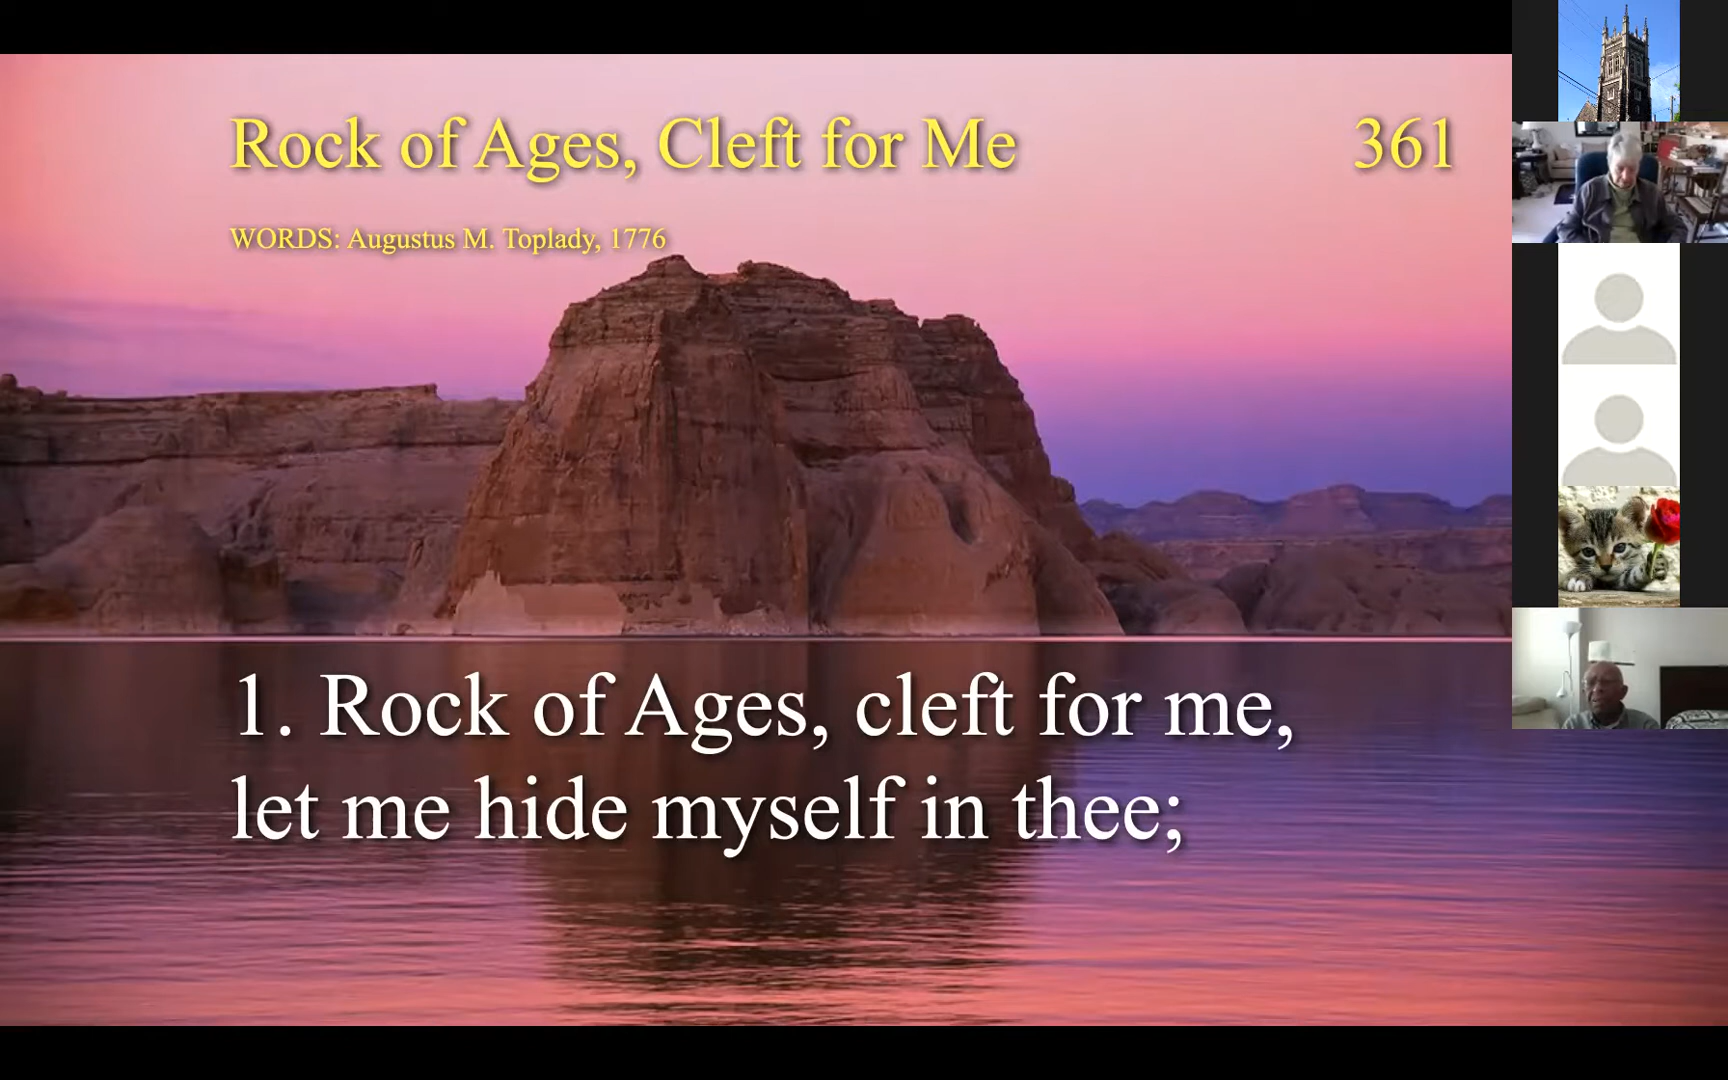 Rock of Ages, Cleft for Me 361
WORDS: Augustus M. Toplady, 1776
1. Rock of Ages, cleft for me,
let me hide myself in thee;